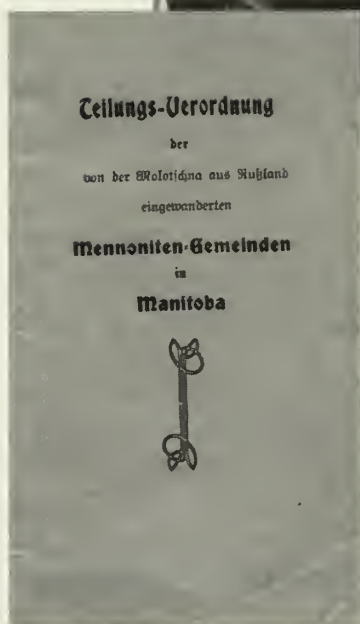 Teilungs-Verordnung
der
von der Molotschna aus Rußland
eingewanderten
Mennoniten-Gemeinden
in
Manitoba